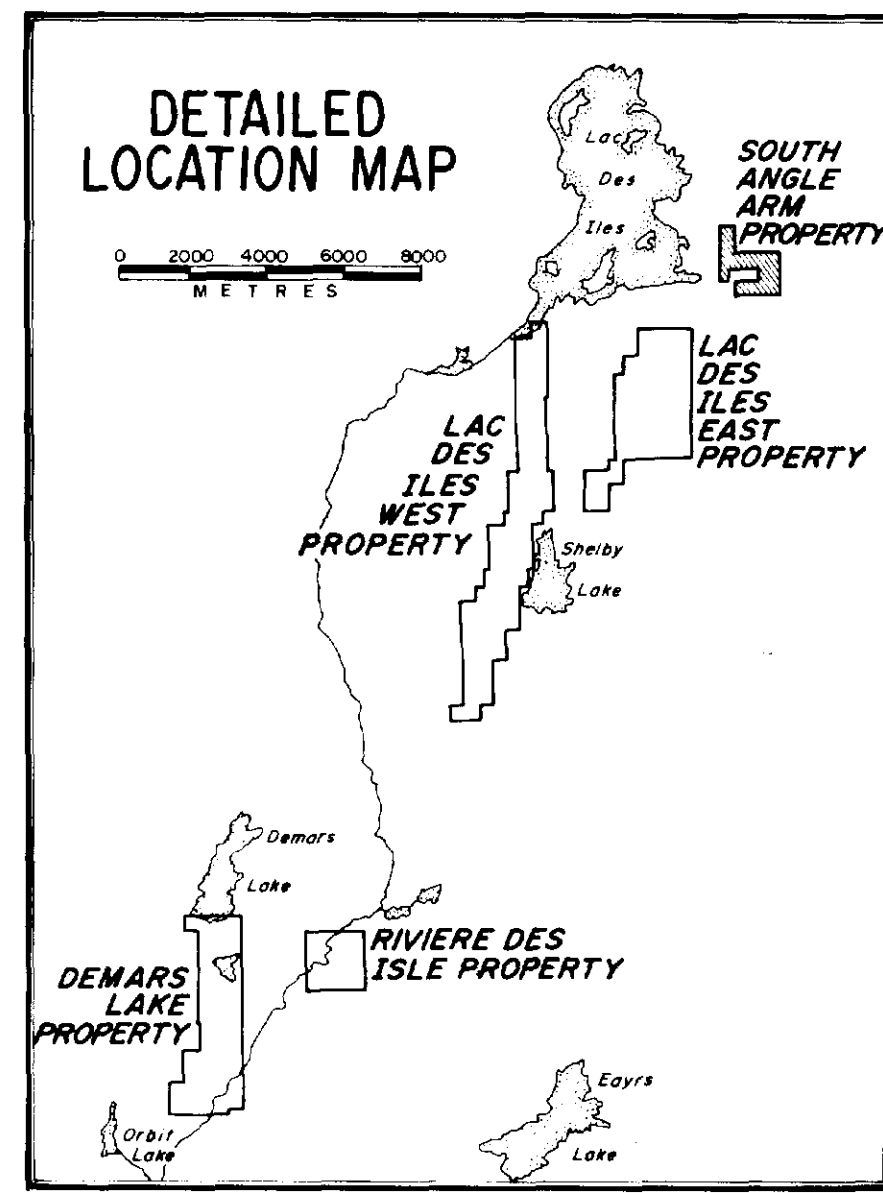 DETAILED
LOCATION MAP
0 2000 4000 6000 8000
METRES
Lac
Des
Iles
SOUTH
ANGLE
ARM
PROPERTY
LAC
DES
ILES
EAST
PROPERTY
LAC
DES
ILES
WEST
PROPERTY
Shelby
Lake
Demars
Lake
RIVIERE DES
ISLE PROPERTY
DEMARS
LAKE
PROPERTY
Orbit
Lake
Eayrs
Lake